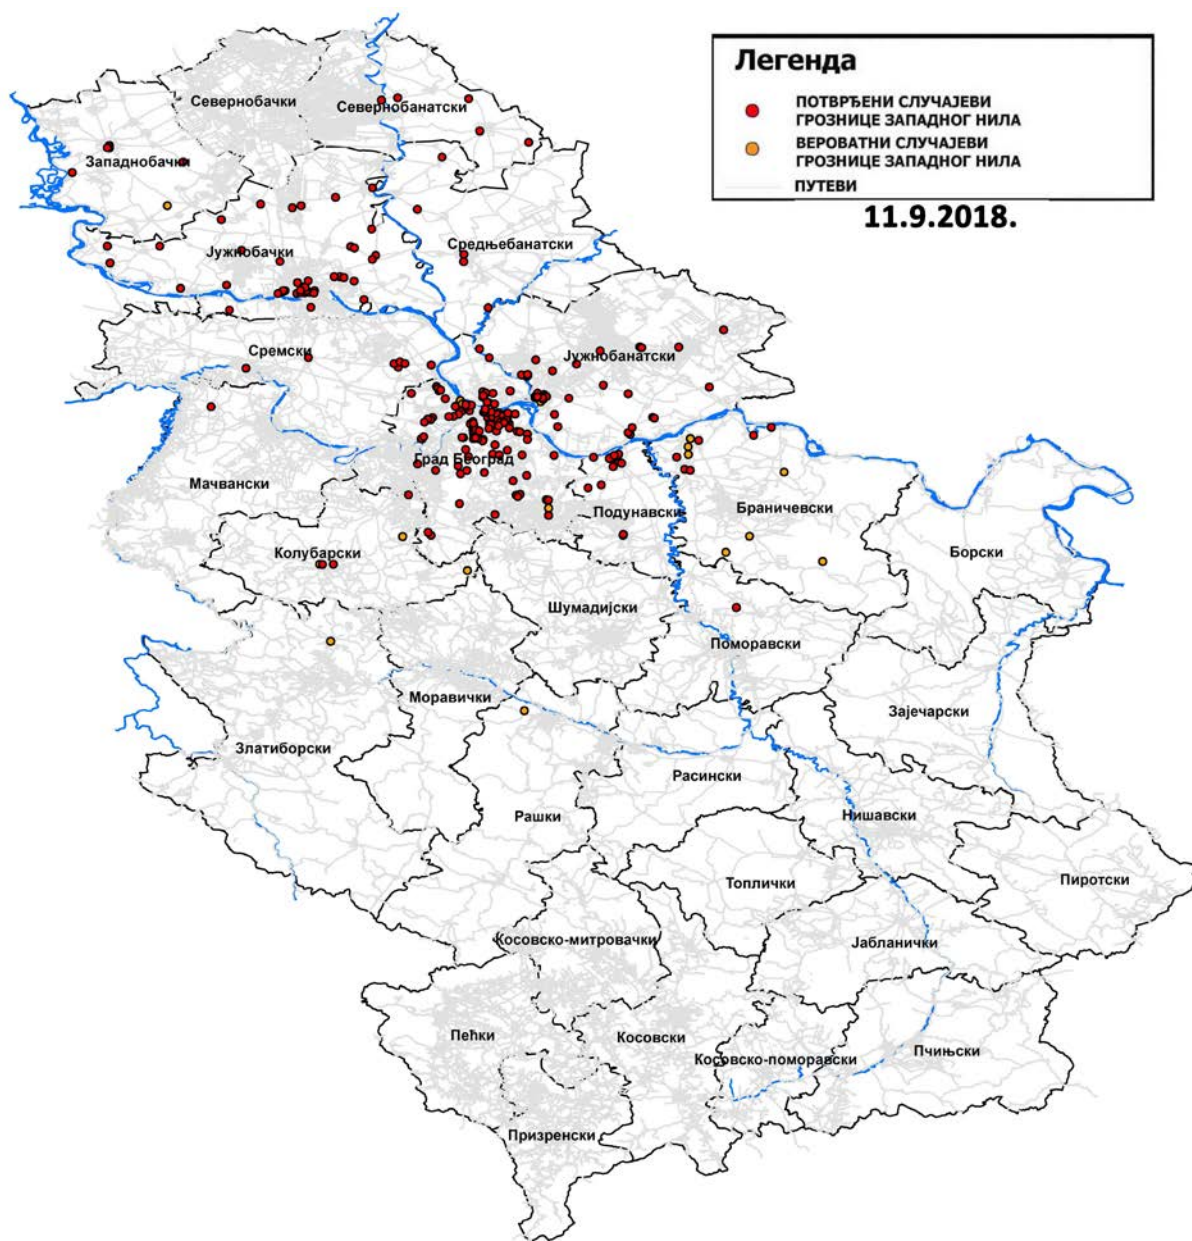 Легенда
ПОТВРЂЕНИ СЛУЧАЈЕВИ
ГРОЗНИЦЕ ЗАПАДНОГ НИЛА
ВЕРОВАТНИ СЛУЧАЈЕВИ
ГРОЗНИЦЕ ЗАПАДНОГ НИЛА
ПУТЕВИ
11.9.2018.
Севернобачки
Севернобанатски
Западнобачки
Јужнобачки
Средњебанатски
Сремски
Јужнобанатски
Град Београд
Мачвански
Подунавски
Браничевски
Колубарски
Борски
Шумадијски
Поморавски
Моравички
Зајечарски
Златиборски
Расински
Рашки
Нишавски
Топлички
Пиротски
Косовско-митровачки
Јабланички
Пећки
Косовски
Косовско-поморавски
Пчињски
Призренски